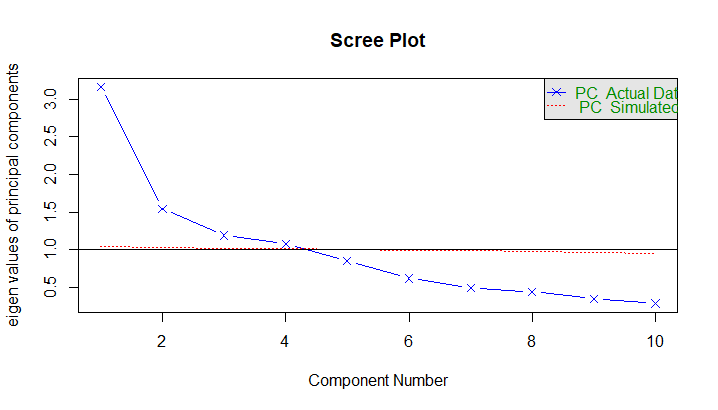 Scree Plot
eigen values of principal components
3.0
2.5
2.0
1.5
1.0
0.5
PC Actual Dat
PC Simulated
2 4 6 8 10
Component Number